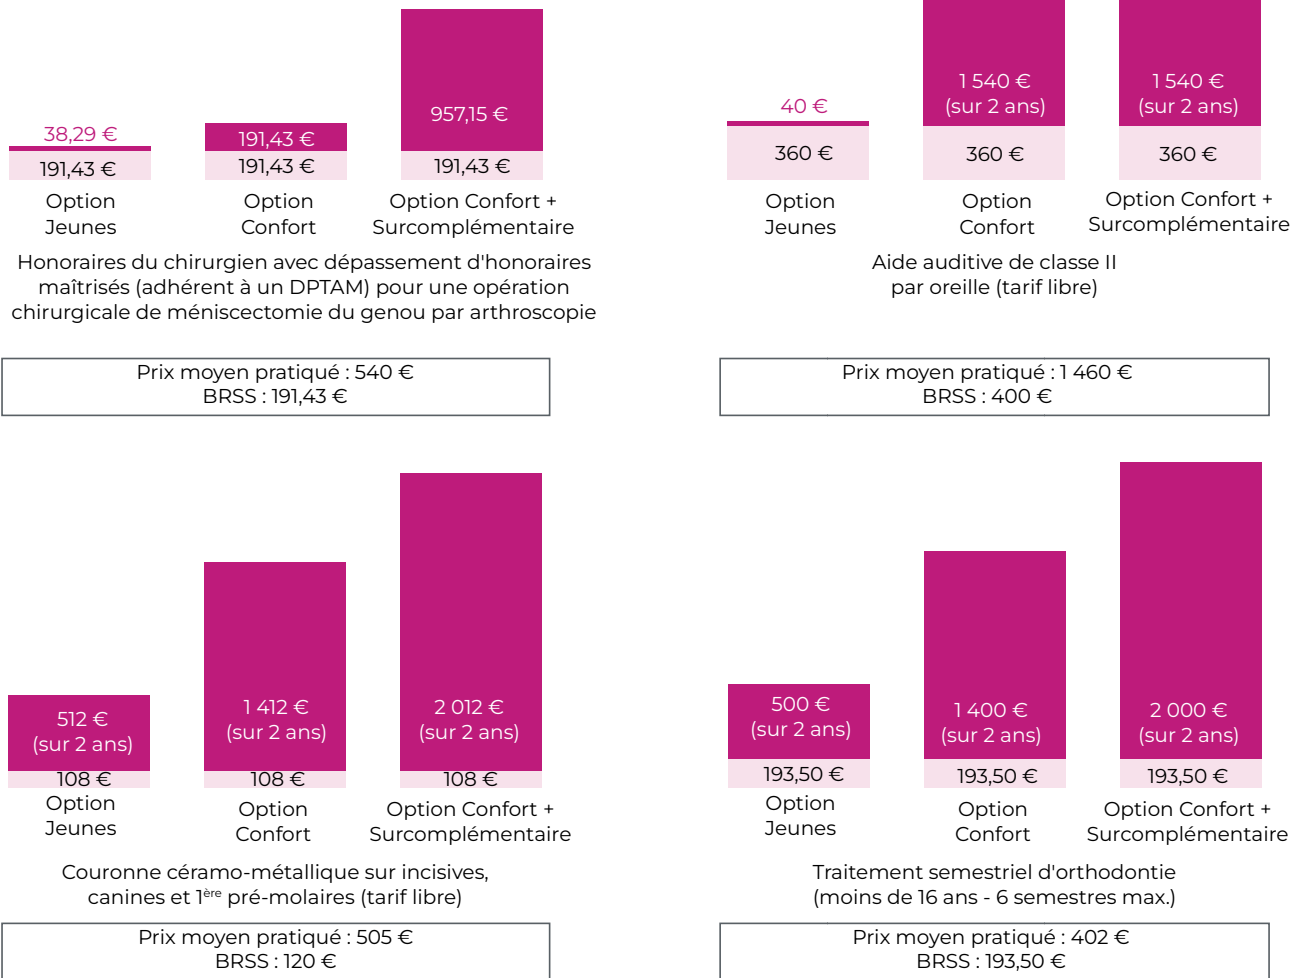 38,29 €
191,43 €
Option
Jeunes
191,43 €
191,43 €
Option
Confort
957,15 €
191,43 €
Option Confort +
Surcomplémentaire
Honoraires du chirurgien avec dépassement d'honoraires
maîtrisés (adhérent à un DPTAM) pour une opération
chirurgicale de méniscectomie du genou par arthroscopie
Prix moyen pratiqué : 540 €
BRSS : 191,43 €
40 €
360 €
Option
Jeunes
1 540 €
(sur 2 ans)
360 €
Option
Confort
1 540 €
(sur 2 ans)
360 €
Option Confort +
Surcomplémentaire
Aide auditive de classe II
par oreille (tarif libre)
Prix moyen pratiqué : 1 460 €
BRSS : 400 €
512 €
(sur 2 ans)
108 €
Option
Jeunes
1 412 €
(sur 2 ans)
108 €
Option
Confort
2 012 €
(sur 2 ans)
108 €
Option Confort +
Surcomplémentaire
Couronne céramo-métallique sur incisives,
canines et 1ère pré-molaires (tarif libre)
Prix moyen pratiqué : 505 €
BRSS : 120 €
500 €
(sur 2 ans)
193,50 €
Option
Jeunes
1 400 €
(sur 2 ans)
193,50 €
Option
Confort
2 000 €
(sur 2 ans)
193,50 €
Option Confort +
Surcomplémentaire
Traitement semestriel d'orthodontie
(moins de 16 ans - 6 semestres max.)
Prix moyen pratiqué : 402 €
BRSS : 193,50 €